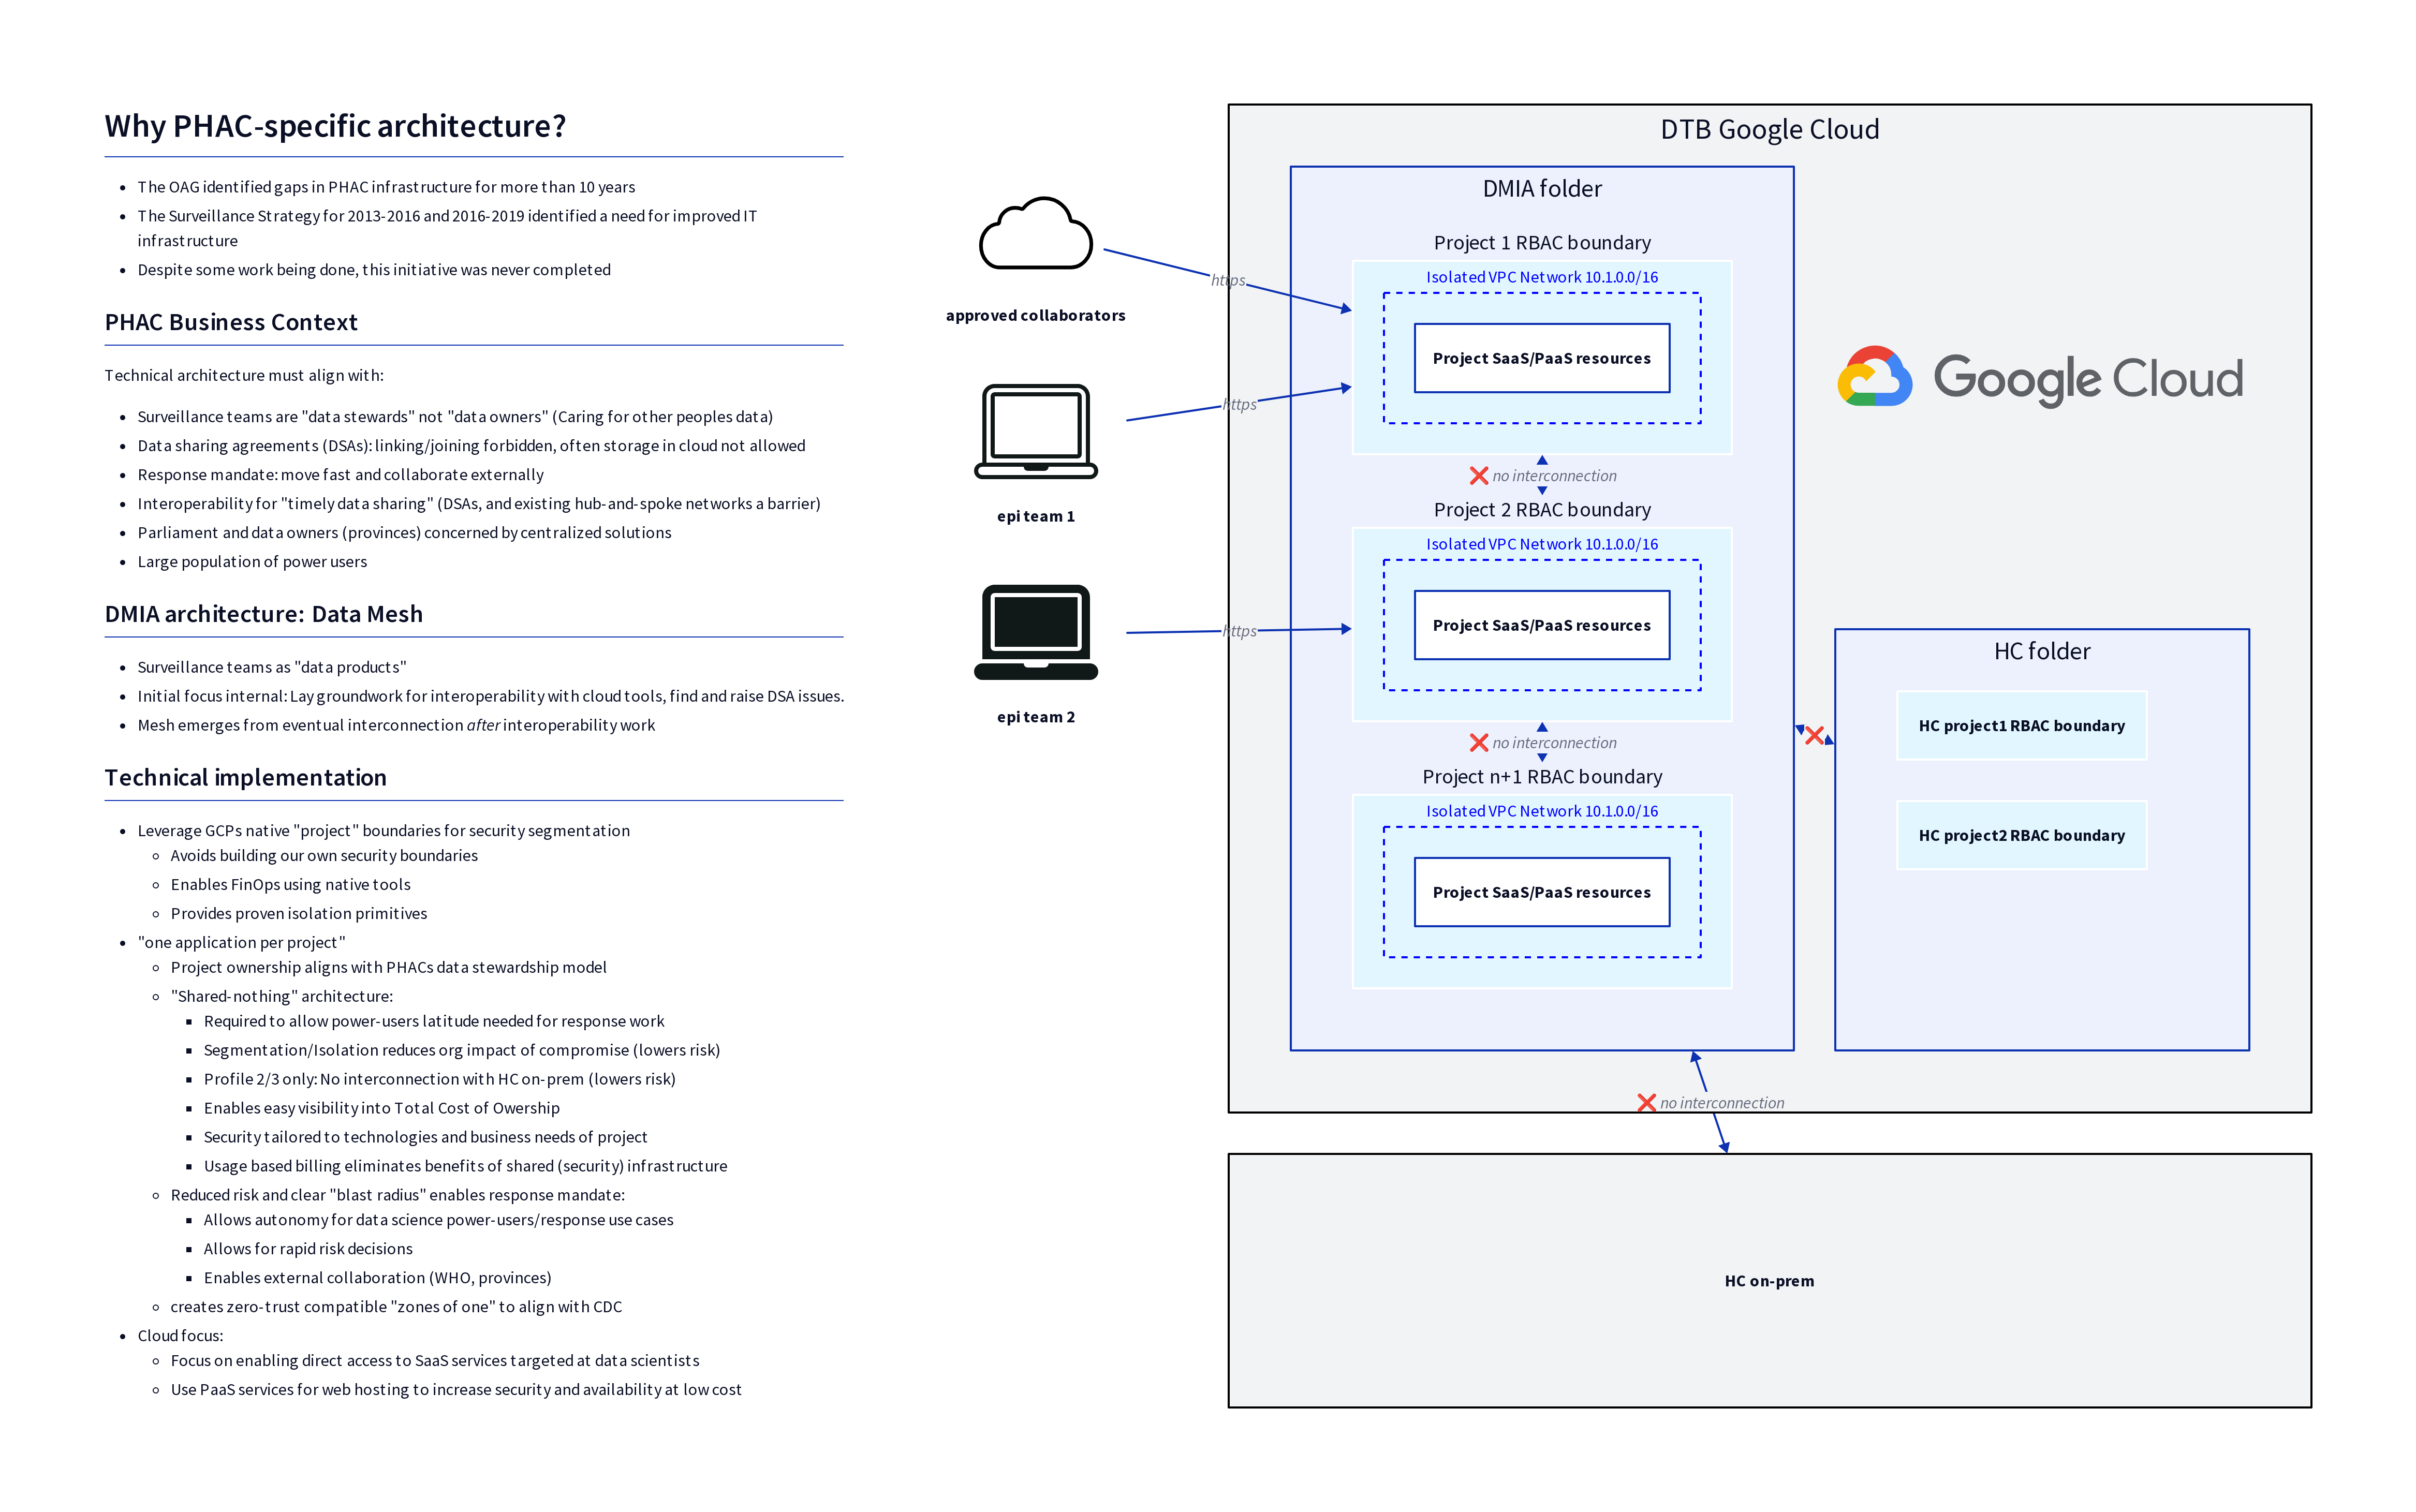 Why PHAC-specific architecture?
The OAG identified gaps in PHAC infrastructure for more than 10 years
The Surveillance Strategy for 2013-2016 and 2016-2019 identified a need for improved IT
infrastructure
Despite some work being done, this initiative was never completed
PHAC Business Context
Technical architecture must align with:
Surveillance teams are "data stewards" not "data owners" (Caring for other peoples data)
Data sharing agreements (DSAs): linking/joining forbidden, often storage in cloud not allowed
Response mandate: move fast and collaborate externally
Interoperability for "timely data sharing" (DSAs, and existing hub-and-spoke networks a barrier)
Parliament and data owners (provinces) concerned by centralized solutions
Large population of power users
DMIA architecture: Data Mesh
Surveillance teams as "data products"
Initial focus internal: Lay groundwork for interoperability with cloud tools, find and raise DSA issues.
Mesh emerges from eventual interconnection after interoperability work
Technical implementation
Leverage GCPs native "project" boundaries for security segmentation
Avoids building our own security boundaries
Enables FinOps using native tools
Provides proven isolation primitives
"one application per project"
Project ownership aligns with PHACs data stewardship model
"Shared-nothing" architecture:
Required to allow power-users latitude needed for response work
Segmentation/Isolation reduces org impact of compromise (lowers risk)
Profile 2/3 only: No interconnection with HC on-prem (lowers risk)
Enables easy visibility into Total Cost of Owership
Security tailored to technologies and business needs of project
Usage based billing eliminates benefits of shared (security) infrastructure
Reduced risk and clear "blast radius" enables response mandate:
Allows autonomy for data science power-users/response use cases
Allows for rapid risk decisions
Enables external collaboration (WHO, provinces)
creates zero-trust compatible "zones of one" to align with CDC
Cloud focus:
Focus on enabling direct access to SaaS services targeted at data scientists
Use PaaS services for web hosting to increase security and availability at low cost
approved collaborators
epi team 1
epi team 2
https
https
https
DTB Google Cloud
DMIA folder
Project 1 RBAC boundary
Isolated VPC Network 10.1.0.0/16
Project SaaS/PaaS resources
no interconnection
Project 2 RBAC boundary
Isolated VPC Network 10.1.0.0/16
Project SaaS/PaaS resources
no interconnection
Project n+1 RBAC boundary
Isolated VPC Network 10.1.0.0/16
Project SaaS/PaaS resources
Google Cloud
HC folder
HC project1 RBAC boundary
HC project2 RBAC boundary
no interconnection
HC on-prem